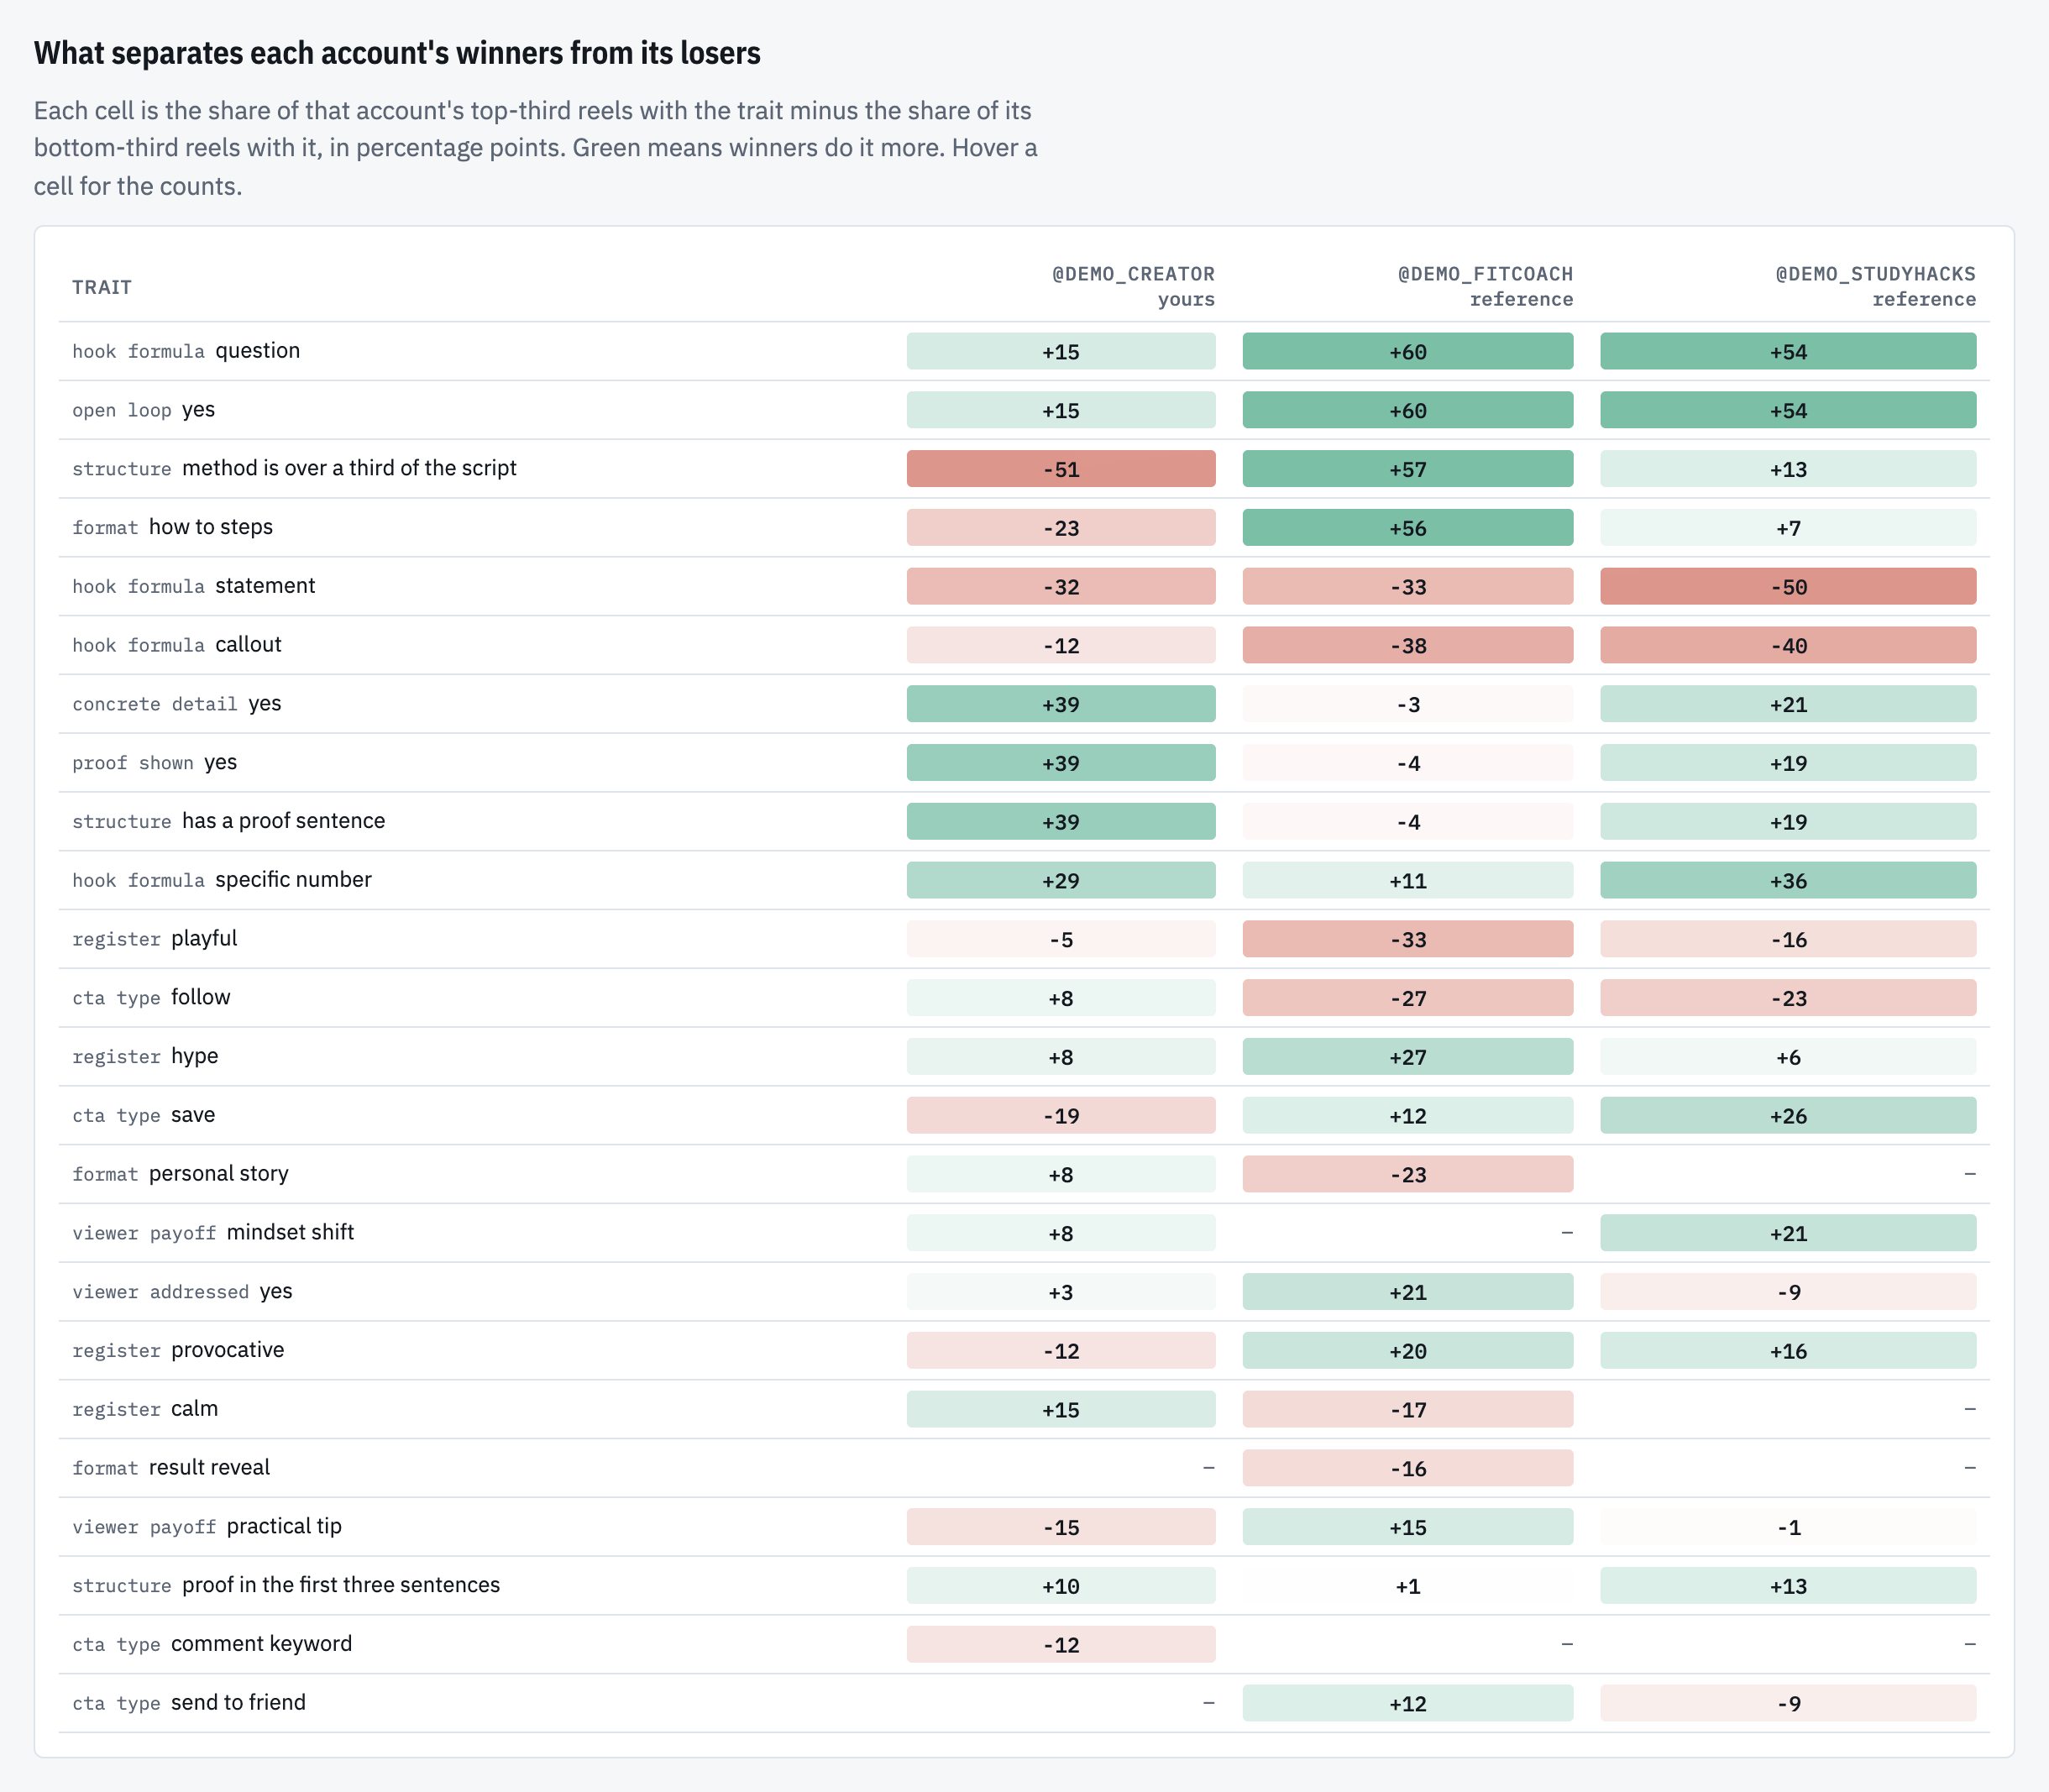 What separates each account's winners from its losers
Each cell is the share of that account's top-third reels with the trait minus the share of its
bottom-third reels with it, in percentage points. Green means winners do it more. Hover a
cell for the counts.
TRAIT @DEMO_CREATOR yours @DEMO_FITCOACH reference @DEMO_STUDYHACKS reference
hook formula question +15 +60 +54
open loop yes +15 +60 +54
structure method is over a third of the script -51 +57 +13
format how to steps -23 +56 +7
hook formula statement -32 -33 -50
hook formula callout -12 -38 -40
concrete detail yes +39 -3 +21
proof shown yes +39 -4 +19
structure has a proof sentence +39 -4 +19
hook formula specific number +29 +11 +36
register playful -5 -33 -16
cta type follow +8 -27 -23
register hype +8 +27 +6
cta type save -19 +12 +26
format personal story +8 -23 –
viewer payoff mindset shift +8 – +21
viewer addressed yes +3 +21 -9
register provocative -12 +20 +16
register calm +15 -17 –
format result reveal – -16 –
viewer payoff practical tip -15 +15 -1
structure proof in the first three sentences +10 +1 +13
cta type comment keyword -12 – –
cta type send to friend – +12 -9